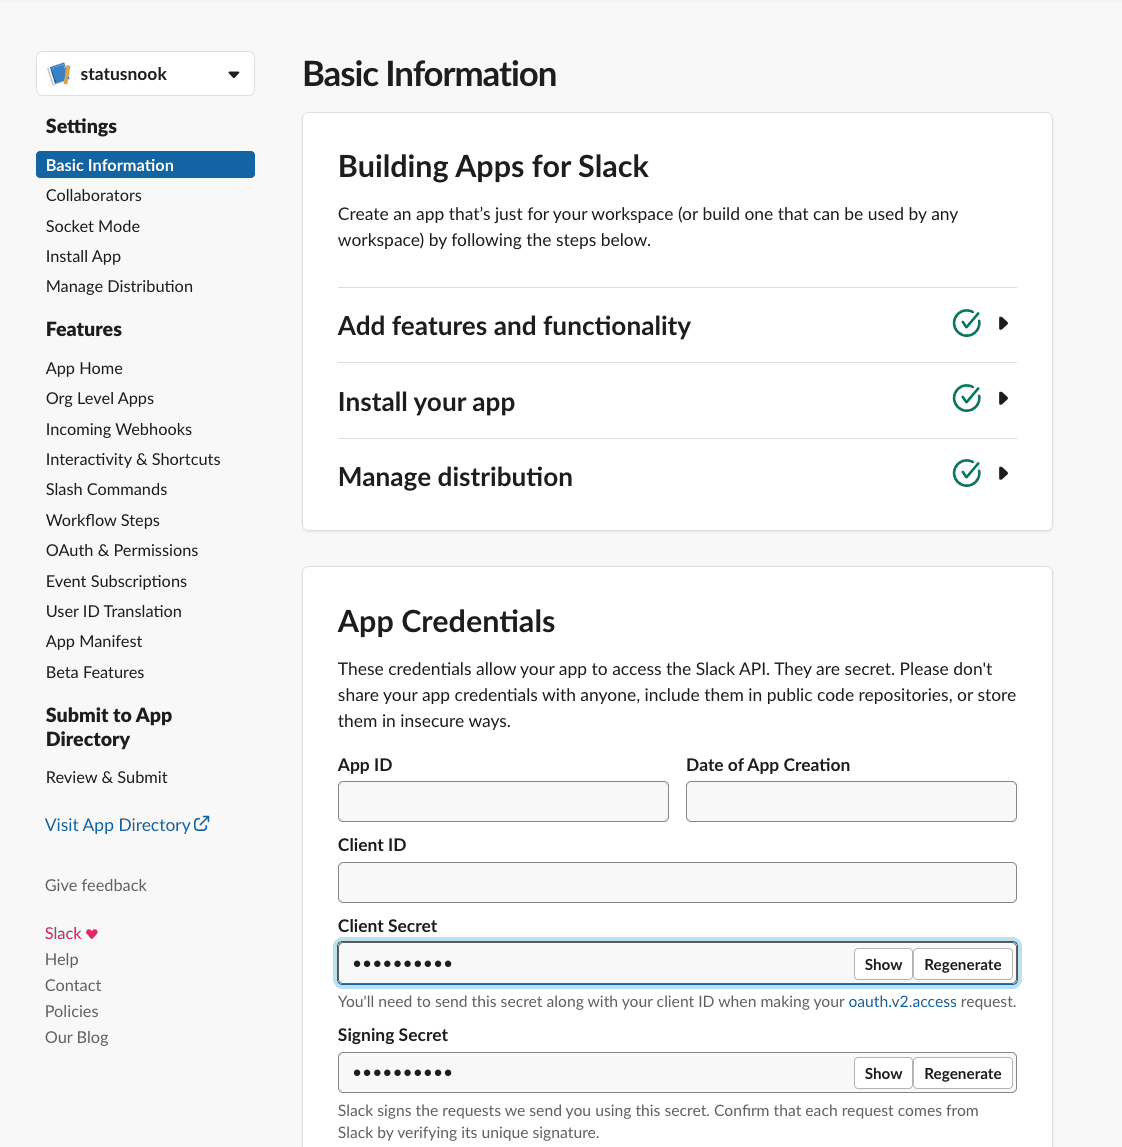 statusnook
Settings
Basic Information
Collaborators
Socket Mode
Install App
Manage Distribution
Features
App Home
Org Level Apps
Incoming Webhooks
Interactivity & Shortcuts
Slash Commands
Workflow Steps
OAuth & Permissions
Event Subscriptions
User ID Translation
App Manifest
Beta Features
Submit to App
Directory
Review & Submit
Visit App Directory
Give feedback
Slack
Help
Contact
Policies
Our Blog
Basic Information
Building Apps for Slack
Create an app that’s just for your workspace (or build one that can be used by any
workspace) by following the steps below.
Add features and functionality
Install your app
Manage distribution
App Credentials
These credentials allow your app to access the Slack API. They are secret. Please don't
share your app credentials with anyone, include them in public code repositories, or store
them in insecure ways.
App ID
Date of App Creation
Client ID
Client Secret
•••••••••• Show Regenerate
You'll need to send this secret along with your client ID when making your oauth.v2.access request.
Signing Secret
•••••••••• Show Regenerate
Slack signs the requests we send you using this secret. Confirm that each request comes from
Slack by verifying its unique signature.